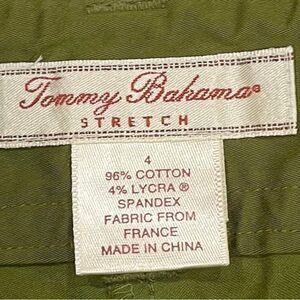 Tommy Bahama®
STRETCH
4
96% COTTON
4% LYCRA ®
SPANDEX
FABRIC FROM
FRANCE
MADE IN CHINA